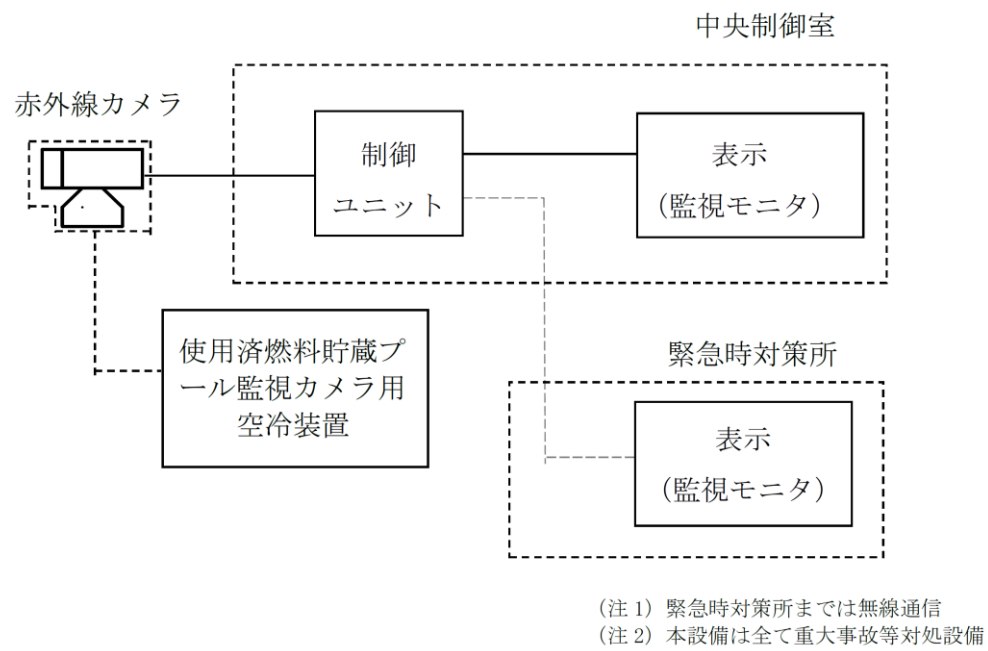 中央制御室
赤外線カメラ
制御
ユニット
表示
（監視モニタ）
使用済燃料貯蔵プ
ール監視カメラ用
空冷装置
緊急時対策所
表示
（監視モニタ）
（注 1）緊急時対策所までは無線通信
（注 2）本設備は全て重大事故等対処設備